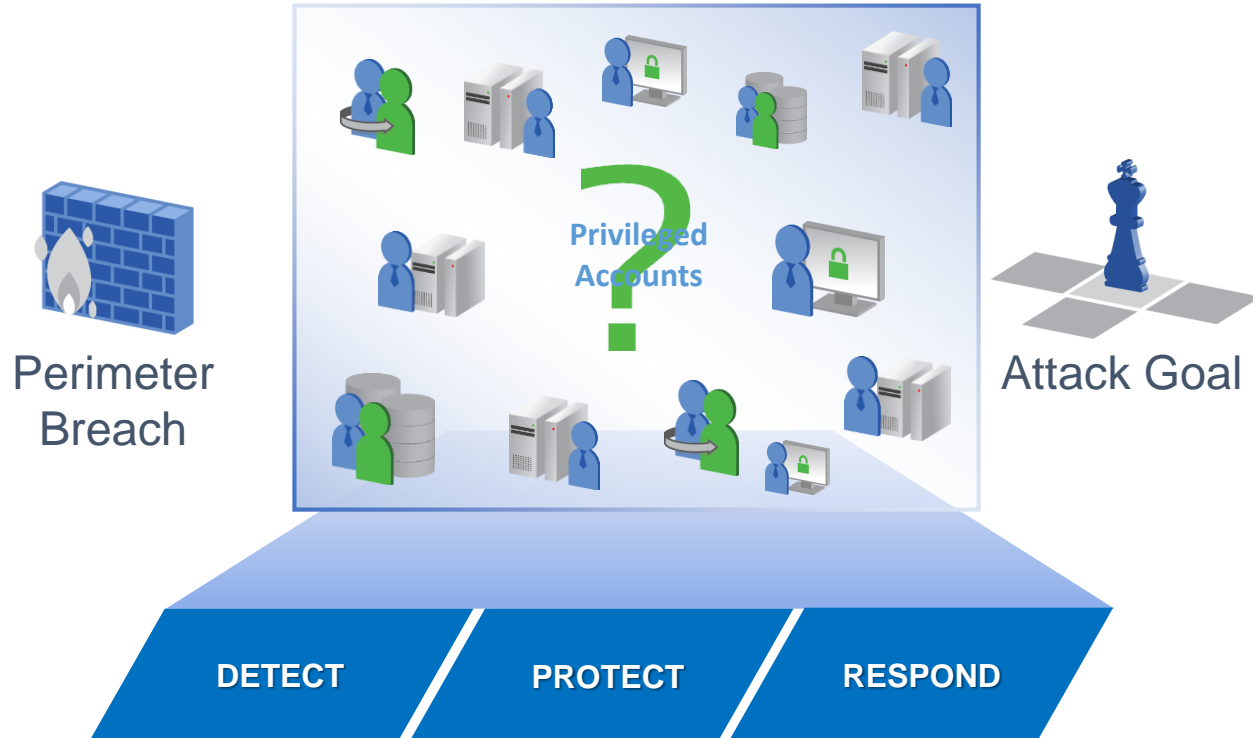 Privileged
Accounts
?
Perimeter
Breach
Attack Goal
DETECT
PROTECT
RESPOND